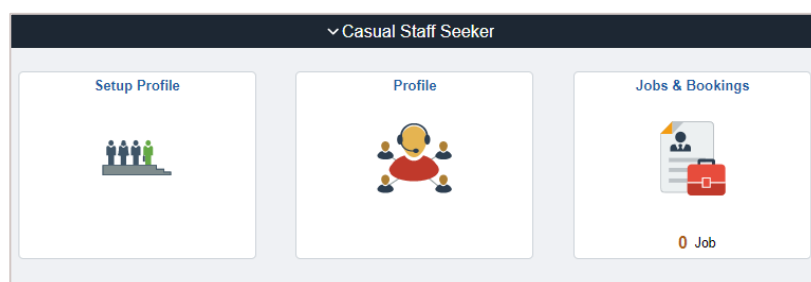 Casual Staff Seeker
Setup Profile
Profile
Jobs & Bookings
0 Job